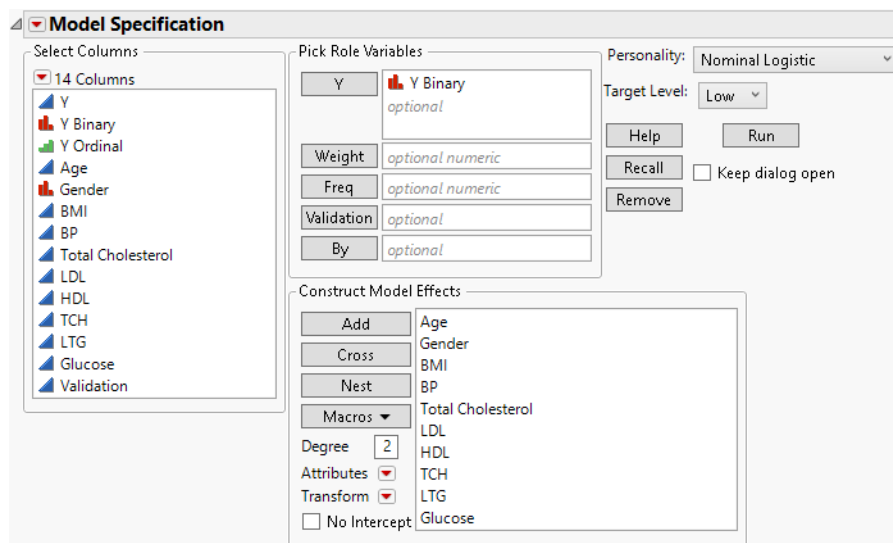 Model Specification
Select Columns
14 Columns
Y
Y Binary
Y Ordinal
Age
Gender
BMI
BP
Total Cholesterol
LDL
HDL
TCH
LTG
Glucose
Validation
Pick Role Variables
Y
Y Binary
optional
Weight optional numeric
Freq optional numeric
Validation optional
By optional
Personality: Nominal Logistic
Target Level: Low
Help Run
Recall Keep dialog open
Remove
Construct Model Effects
Add
Cross
Nest
Macros
Degree 2
Attributes
Transform
No Intercept
Age
Gender
BMI
BP
Total Cholesterol
LDL
HDL
TCH
LTG
Glucose